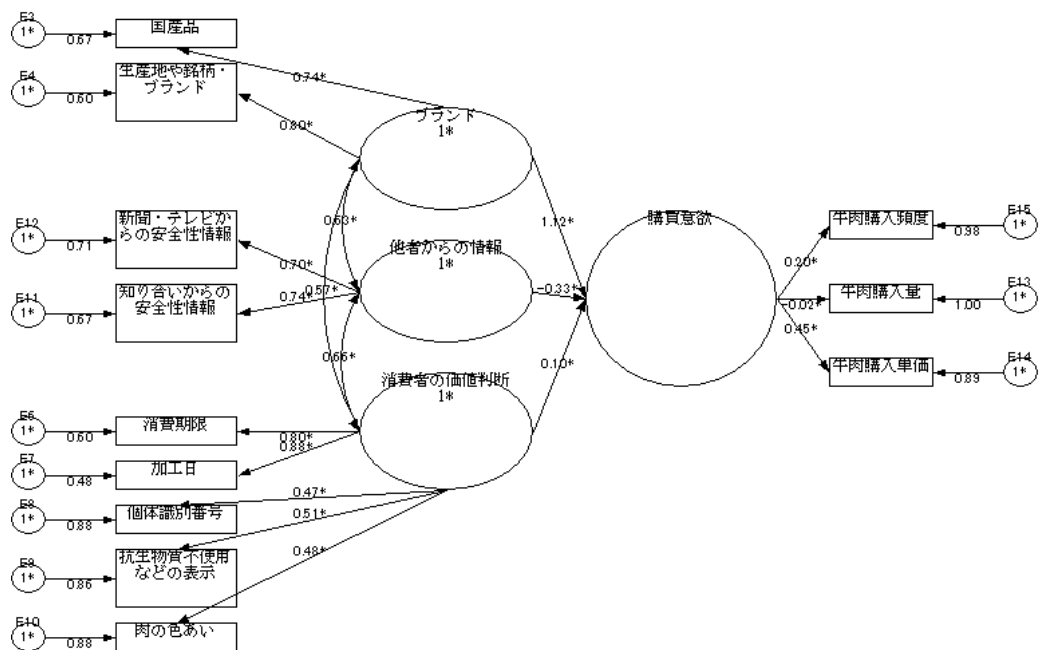 E3
1*
0.67
国産品
E4
1*
0.60
生産地や銘柄・
ブランド
0.74*
0.80*
ブランド
1*
E12
1*
0.71
新聞・テレビか
らの安全性情報
E11
1*
0.67
知り合いからの
安全性情報
0.70*
0.74*
0.53*
0.57*
0.66*
他者からの情報
1*
消費者の価値判断
1*
E6
1*
0.60
消費期限
0.80*
E7
1*
0.48
加工日
0.88*
E8
1*
0.88
個体識別番号
0.47*
E9
1*
0.86
抗生物質不使用
などの表示
0.51*
E10
1*
0.88
肉の色あい
0.48*
1.12*
-0.33*
0.10*
購買意欲
0.20*
-0.02*
0.45*
牛肉購入頻度
0.98
E15
1*
牛肉購入量
1.00
E13
1*
牛肉購入単価
0.89
E14
1*